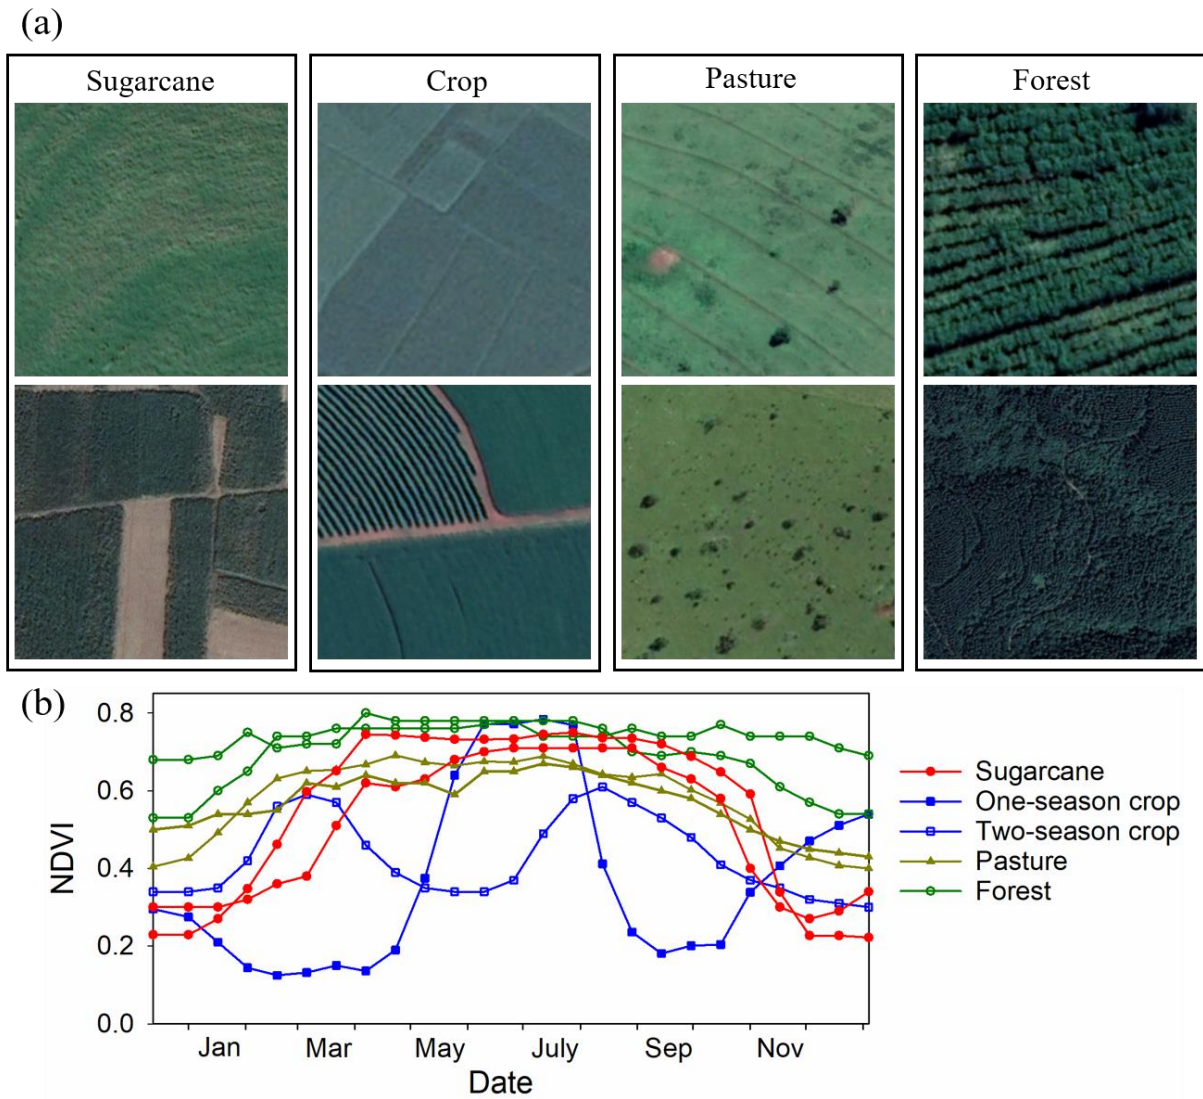 (a)
Sugarcane
Crop
Pasture
Forest
(b)
0.8
0.6
0.4
0.2
0.0
NDVI
Jan
Mar
May
July
Sep
Nov
Date
Sugarcane
One-season crop
Two-season crop
Pasture
Forest